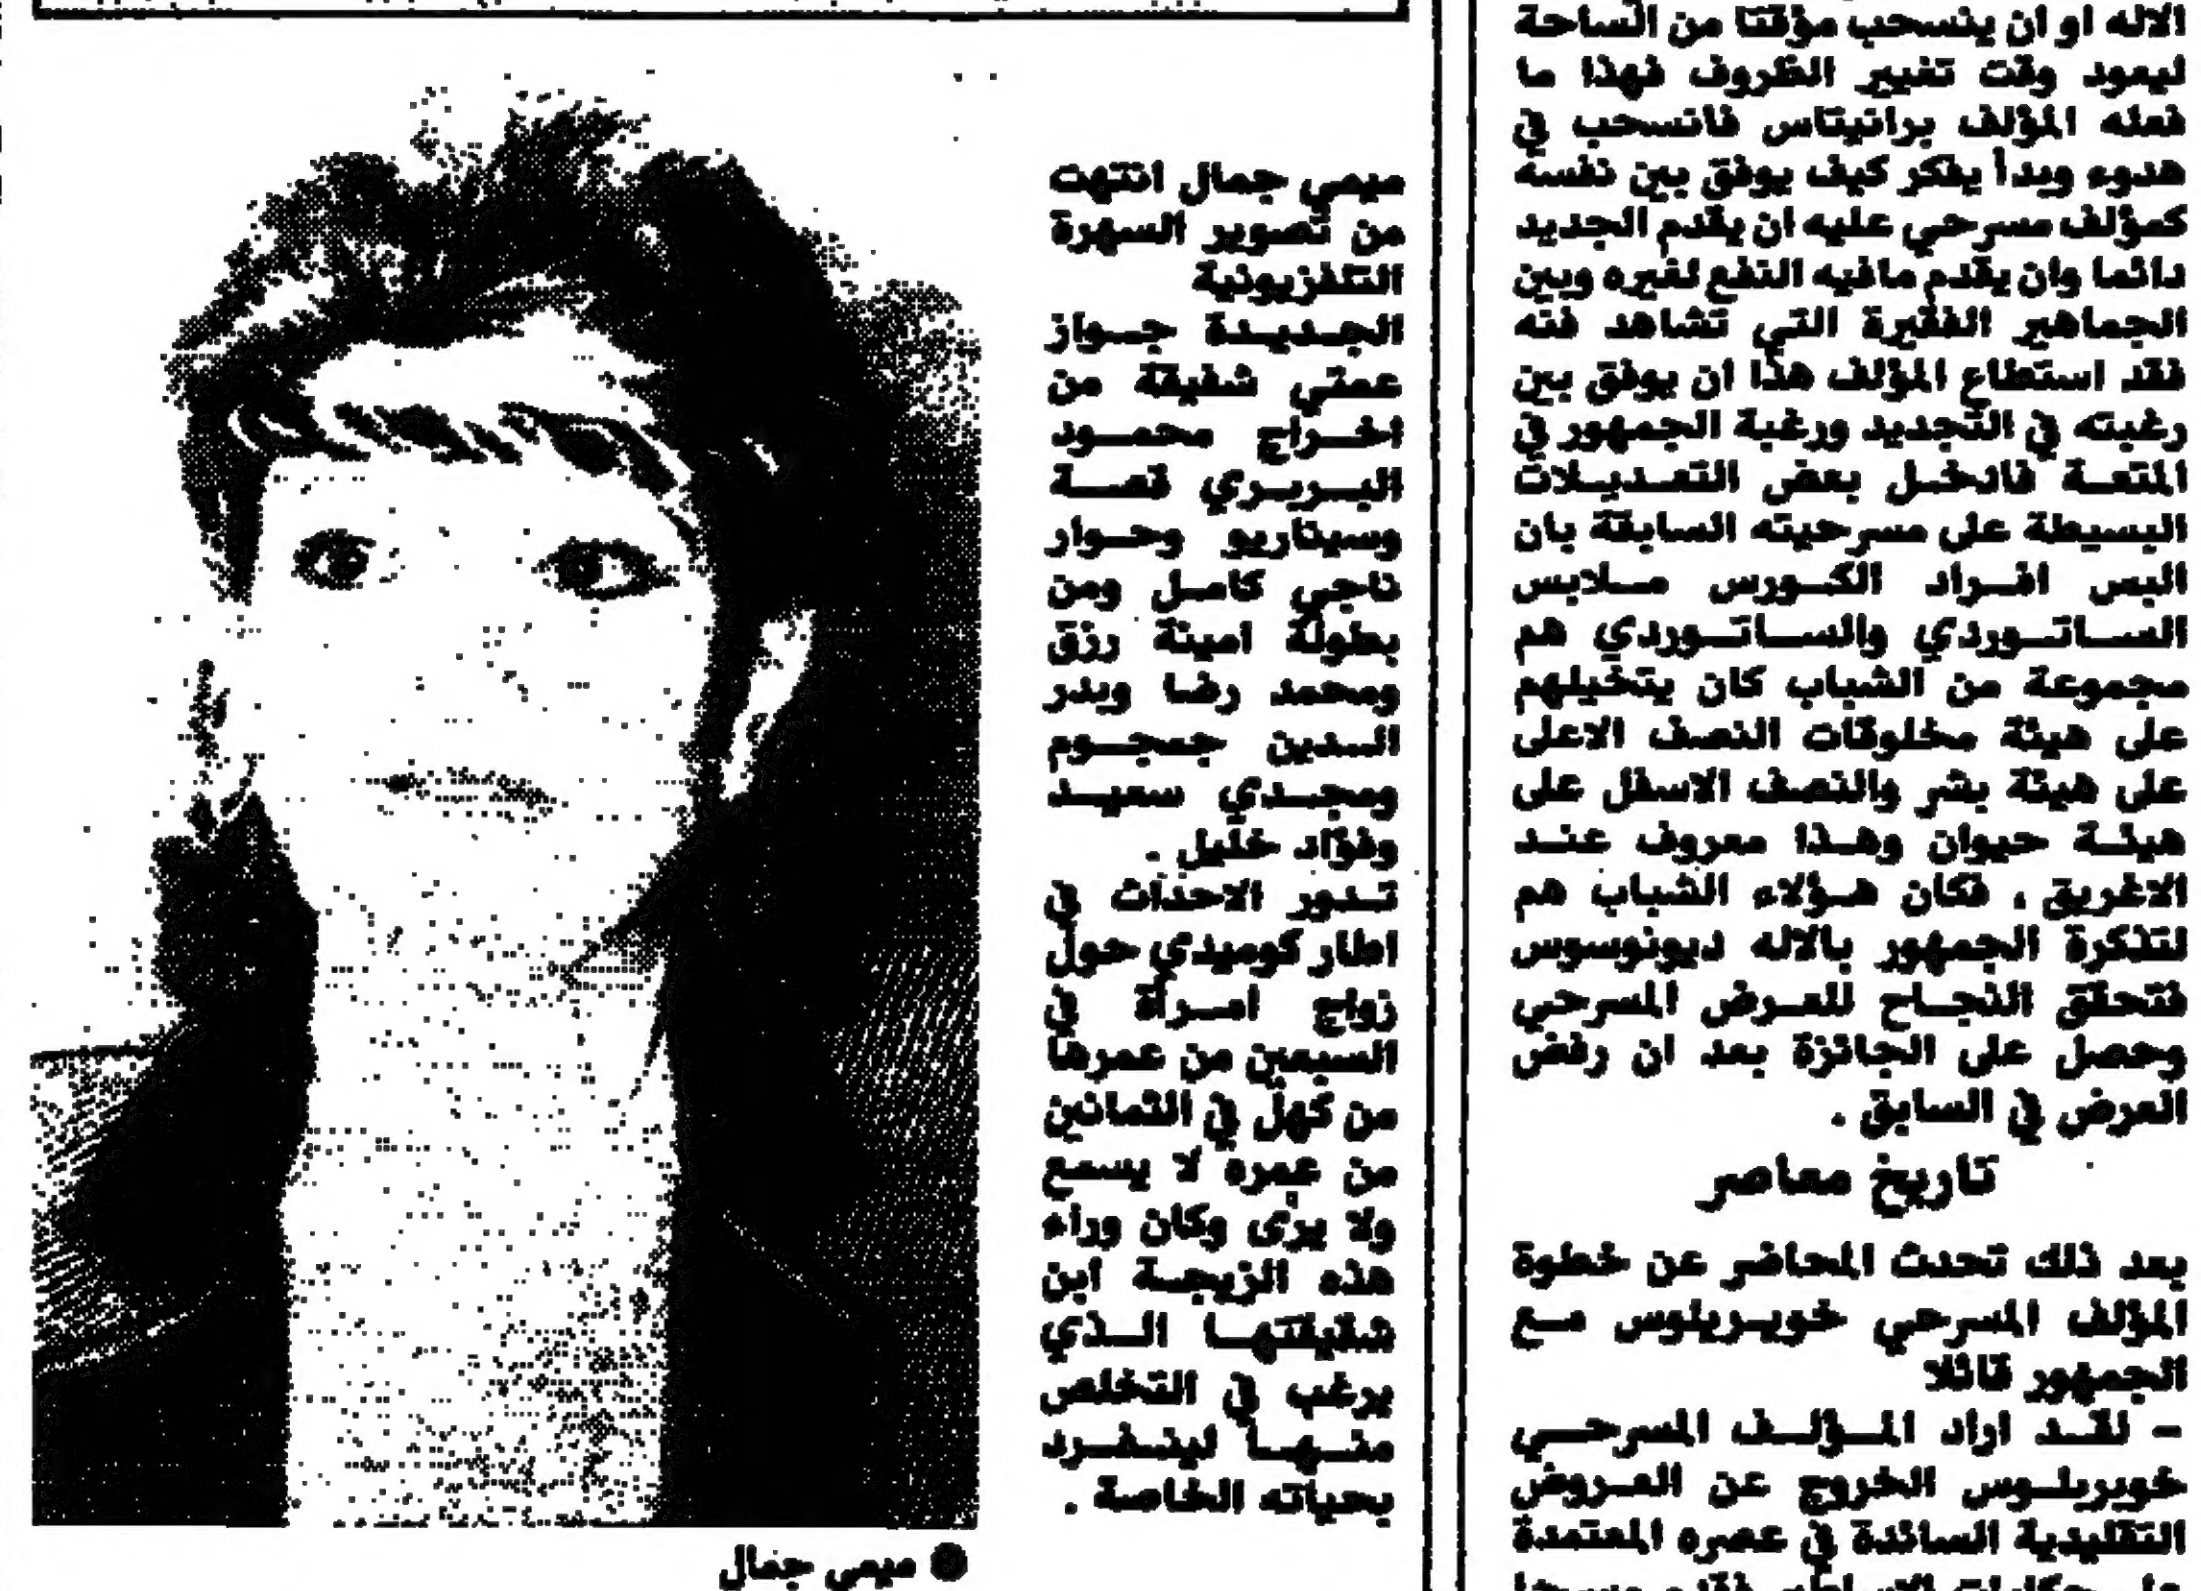 الاله او ان ينسحب مؤقتا من الساحة
ليعود وقت تغيير الظروف فهذا ما
فعله المؤلف برانيتاس فانسحب في
هدوء وبدأ يفكر كيف يوفق بين نفسه
كمؤلف مسرحي عليه ان يقدم الجديد
دائما وان يقدم مافيه النفع لغيره وبين
الجماهير الفقيرة التي تشاهد فنه
فقد استطاع المؤلف هذا ان يوفق بين
رغبته في التجديد ورغبة الجمهور في
المتعة فادخل بعض التعديلات
البسيطة على مسرحيته السابقة بان
البس افراد الكورس ملابس
الساتوردي والساتوردي هم
مجموعة من الشباب كان يتخيلهم
على هيئة مخلوقات النصف الاعلى
على هيئة بشر والنصف الاسفل على
هيئة حيوان وهذا معروف عند
الاغريق ، فكان هؤلاء الشباب هم
لتذكرة الجمهور بالاله ديونوسوس
فتحقق النجاح للعرض المسرحي
وحصل على الجائزة بعد ان رفض
العرض في السابق .
تاريخ معاصر
بعد ذلك تحدث المحاضر عن خطوة
المؤلف المسرحي خويريلوس مع
الجمهور قائلا
- لقد اراد المؤلف المسرحي
خويريلوس الخروج عن العروض
التقليدية السائدة في عصره المعتمدة
ميمي جمال انتهت
من تصوير السهرة
التلفزيونية
الجديدة جواز
عمتي شفيقة من
اخراج محمود
البربري قصة
وسيناريو وحوار
ناجي كامل ومن
بطولة امينة رزق
ومحمد رضا وبدر
الدين جمجوم
ومجدي سعيد
وفؤاد خليل .
تدور الاحداث في
اطار كوميدي حول
زواج امرأة في
السبعين من عمرها
من كهل في الثمانين
من عمره لا يسمع
ولا يرى وكان وراء
هذه الزيجة ابن
شقيقتها الذي
يرغب في التخلص
منها لينفرد
بحياته الخاصة .
● ميمي جمال